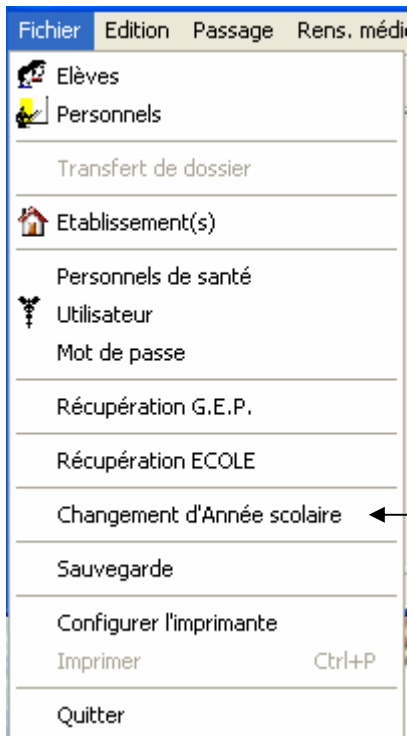 Fichier Edition Passage Rens. médi
Elèves
Personnels
Transfert de dossier
Etablissement(s)
Personnels de santé
Utilisateur
Mot de passe
Récupération G.E.P.
Récupération ECOLE
Changement d'Année scolaire
Sauvegarde
Configurer l'imprimante
Imprimer Ctrl+P
Quitter